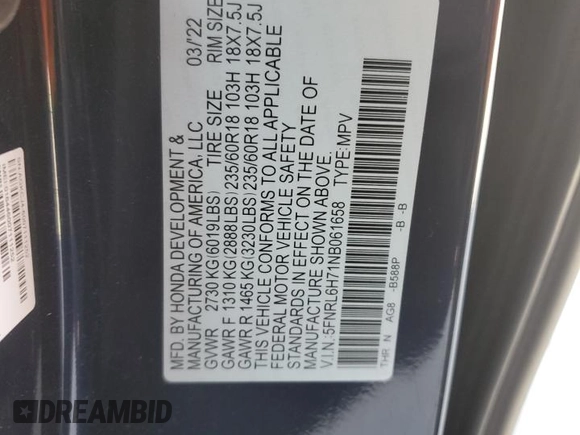 MFD. BY HONDA DEVELOPMENT & 03/'22
MANUFACTURING OF AMERICA, LLC
GVWR 2730 KG(6019LBS) TIRE SIZE RIM SIZE
GAWR F 1310 KG(2888LBS)235/60R18 103H 18X7.5J
GAWR R 1465 KG(3230LBS)235/60R18 103H 18X7.5J
THIS VEHICLE CONFORMS TO ALL APPLICABLE
FEDERAL MOTOR VEHICLE SAFETY
STANDARDS IN EFFECT ON THE DATE OF
MANUFACTURE SHOWN ABOVE.
V.I.N.:5FNRL6H71NB061658 TYPE: MPV
THR N AG8 -B588P -B -B
DREAMBID